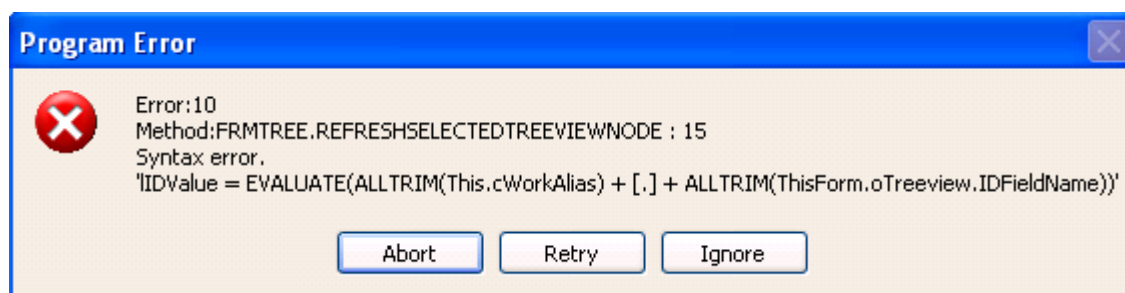 Program Error
Error:10
Method:FRMTREE.REFRESHSELECTEDTREEVIEWNODE : 15
Syntax error.
'lIDValue = EVALUATE(ALLTRIM(This.cWorkAlias) + [.] + ALLTRIM(ThisForm.oTreeview.IDFieldName))'
Abort Retry Ignore